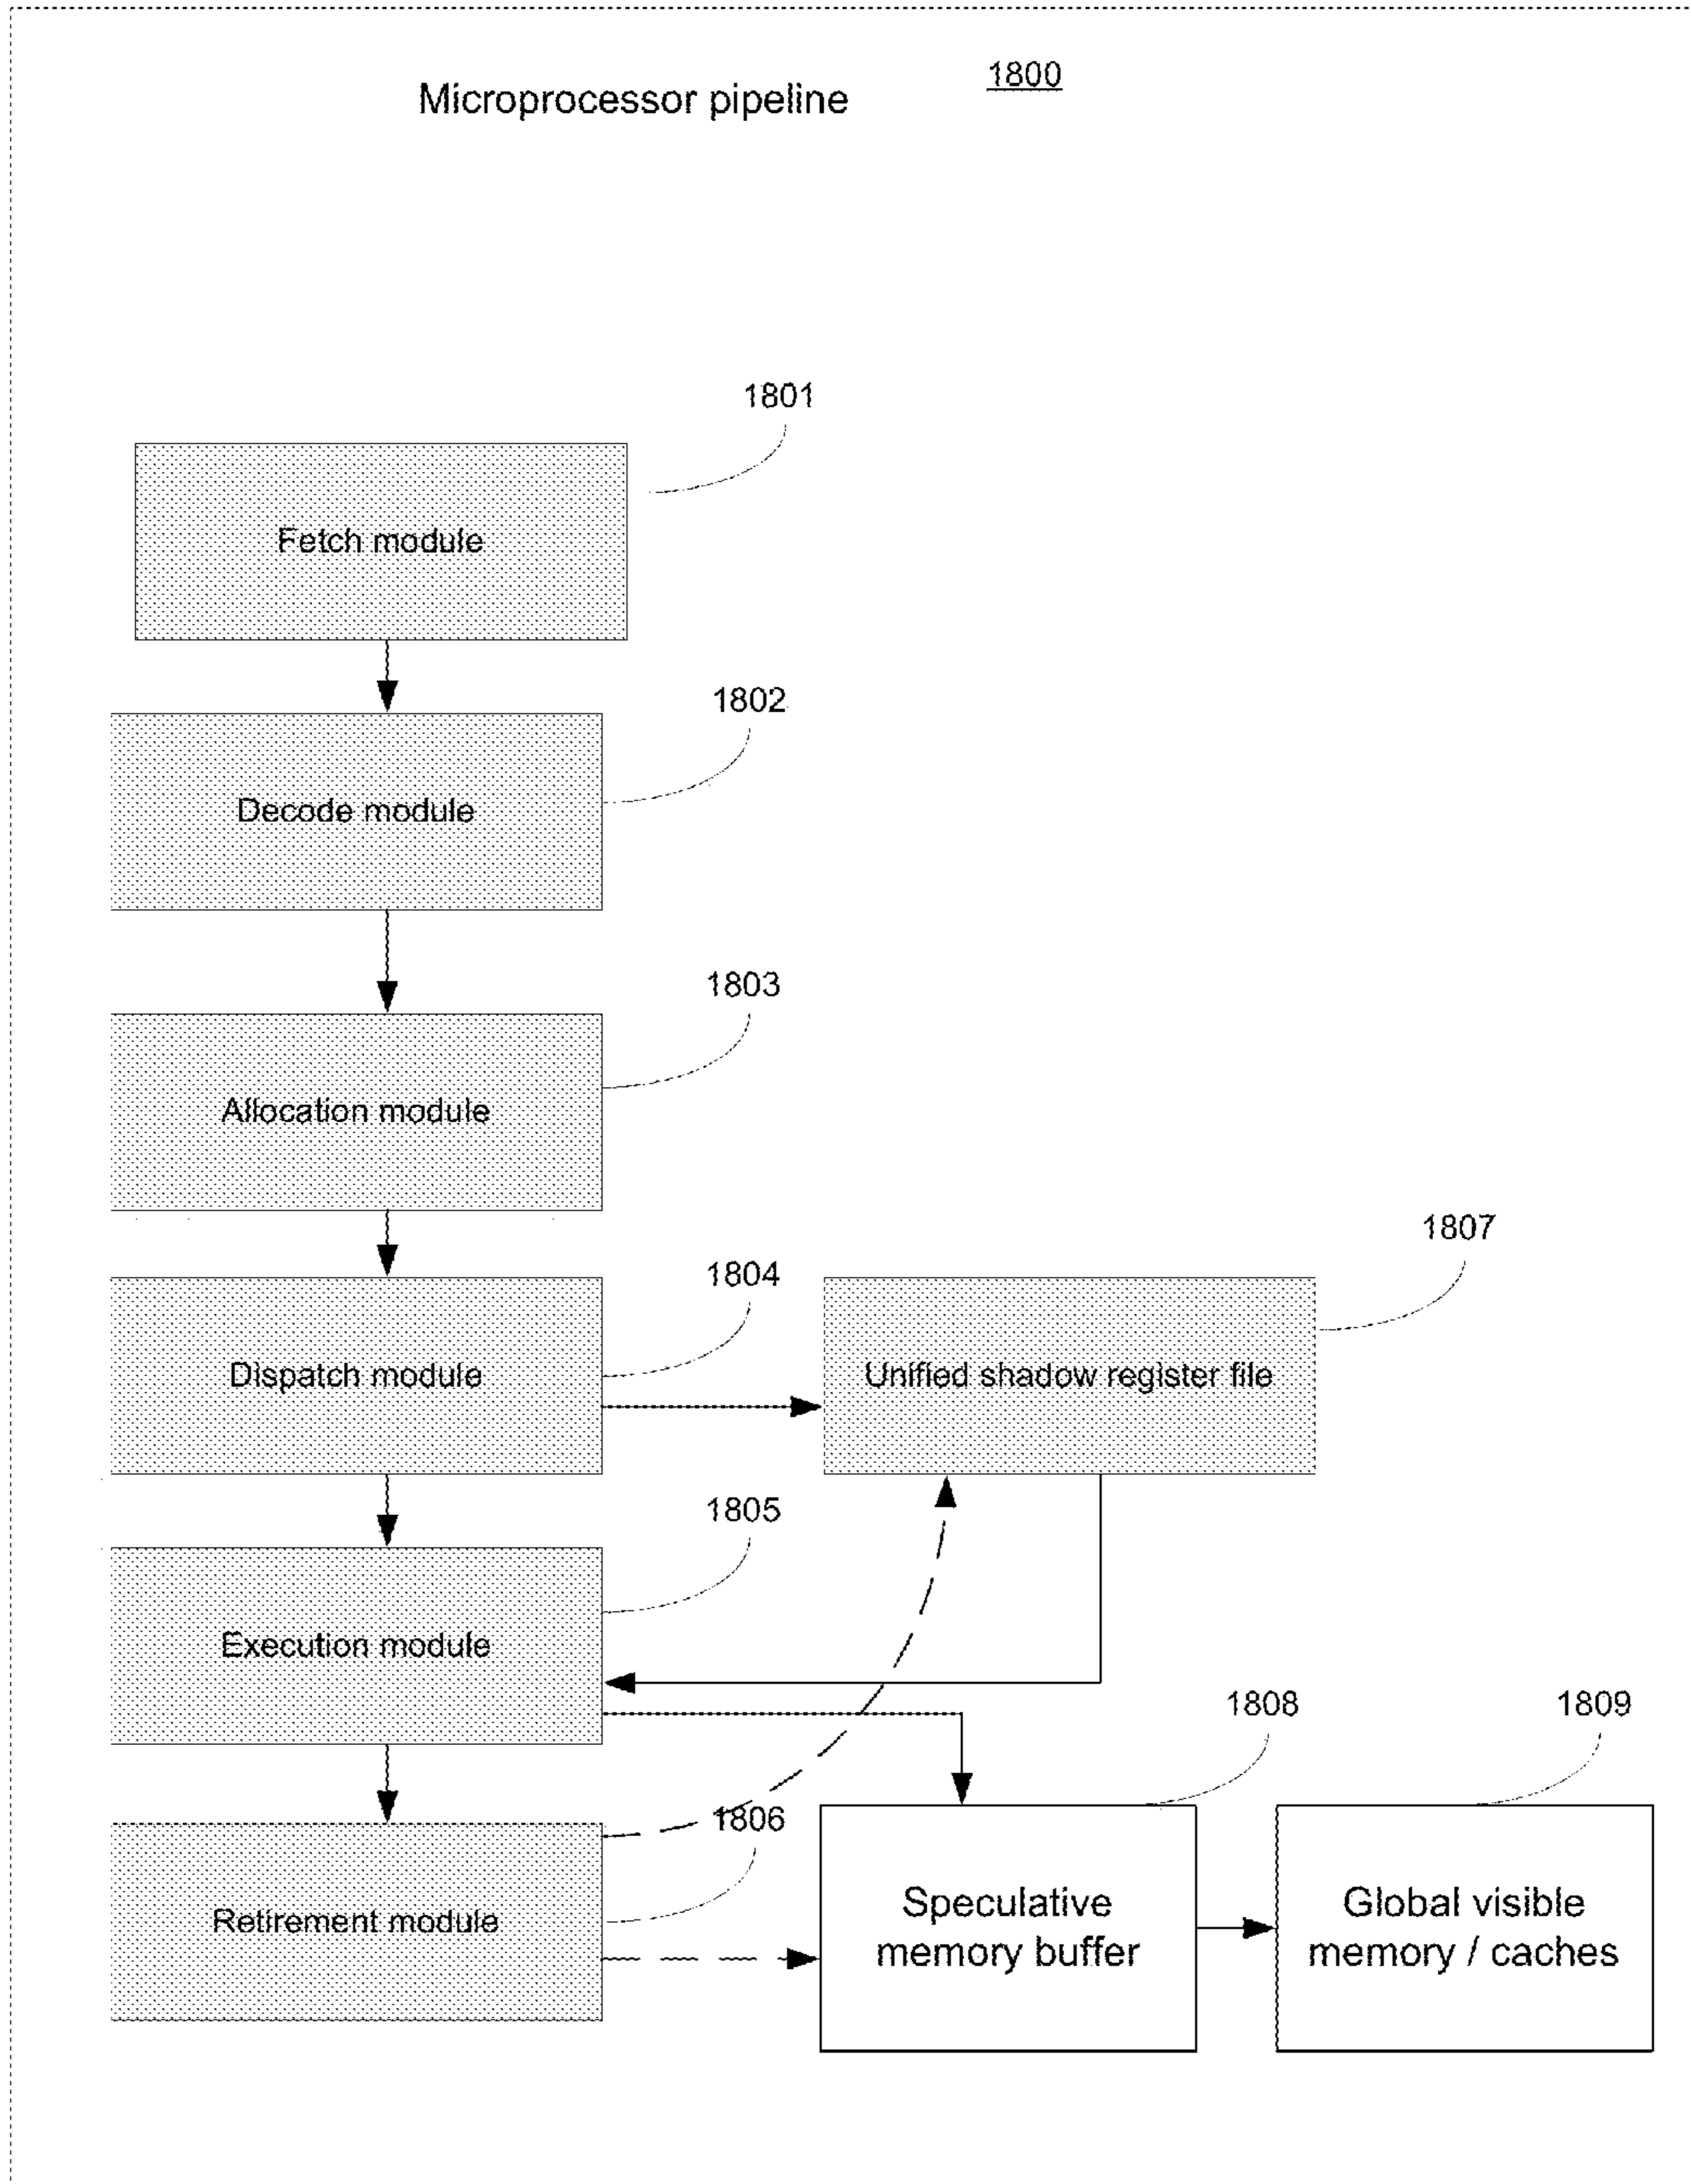 Microprocessor pipeline
1800
1801
Fetch module
1802
Decode module
1803
Allocation module
1807
1804
Dispatch module
Unified shadow register file
1805
Execution module
1808
1809
1806
Speculative
memory buffer
Global visible
memory / caches
Retirement module